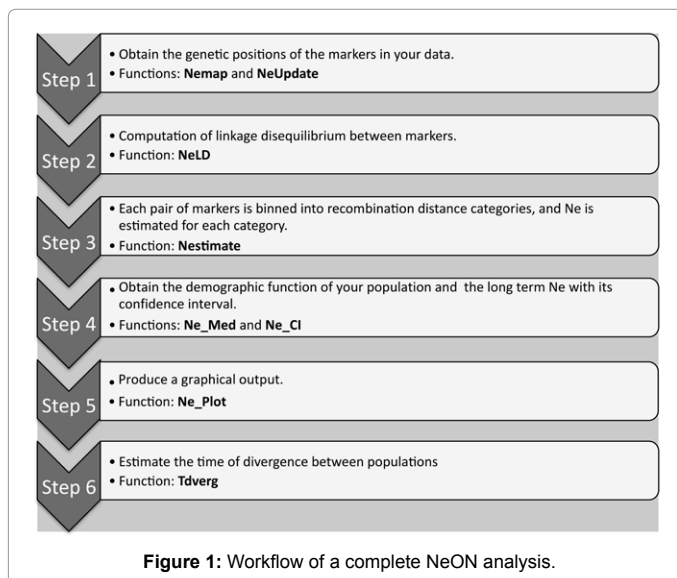 Step 1
• Obtain the genetic positions of the markers in your data.
• Functions: Nemap and NeUpdate
Step 2
• Computation of linkage disequilibrium between markers.
• Function: NeLD
Step 3
• Each pair of markers is binned into recombination distance categories, and Ne is
estimated for each category.
• Function: Nestimate
Step 4
• Obtain the demographic function of your population and the long term Ne with its
confidence interval.
• Functions: Ne_Med and Ne_CI
Step 5
• Produce a graphical output.
• Function: Ne_Plot
Step 6
• Estimate the time of divergence between populations
• Function: Tdverg
Figure 1: Workflow of a complete NeON analysis.